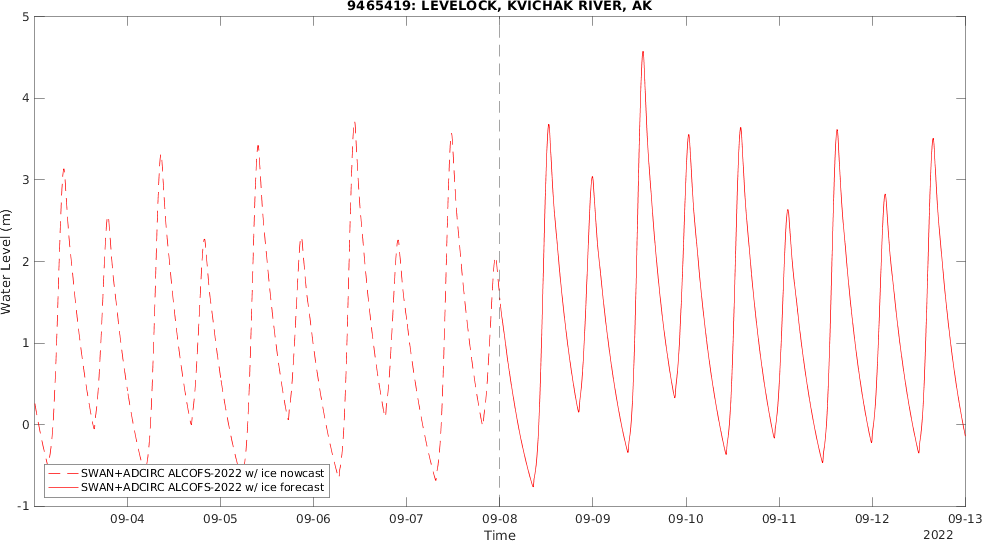 9465419: LEVELOCK, KVICHAK RIVER, AK
5
4
3
2
1
0
-1
Water Level (m)
SWAN+ADCIRC ALCOFS-2022 w/ ice nowcast
SWAN+ADCIRC ALCOFS-2022 w/ ice forecast
09-04 09-05 09-06 09-07 09-08 09-09 09-10 09-11 09-12 09-13
Time
2022